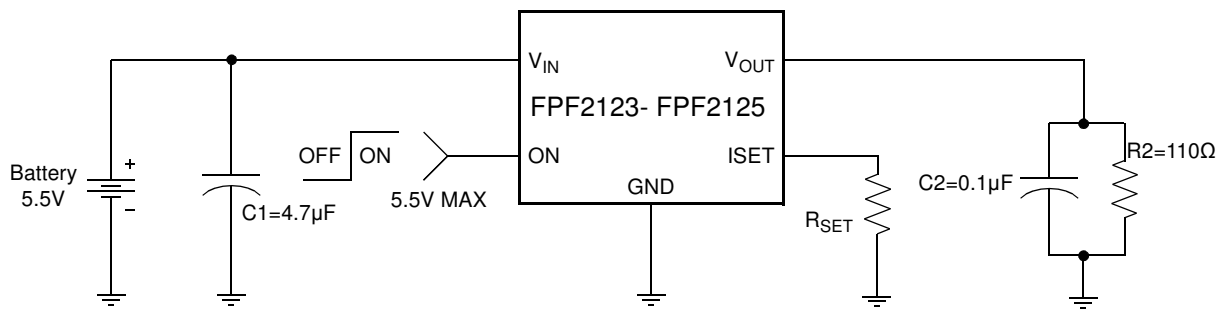 VIN
VOUT
FPF2123- FPF2125
OFF
ON
ON
ISET
R2=110Ω
Battery
5.5V
+
–
C1=4.7µF
5.5V MAX
GND
C2=0.1µF
RSET